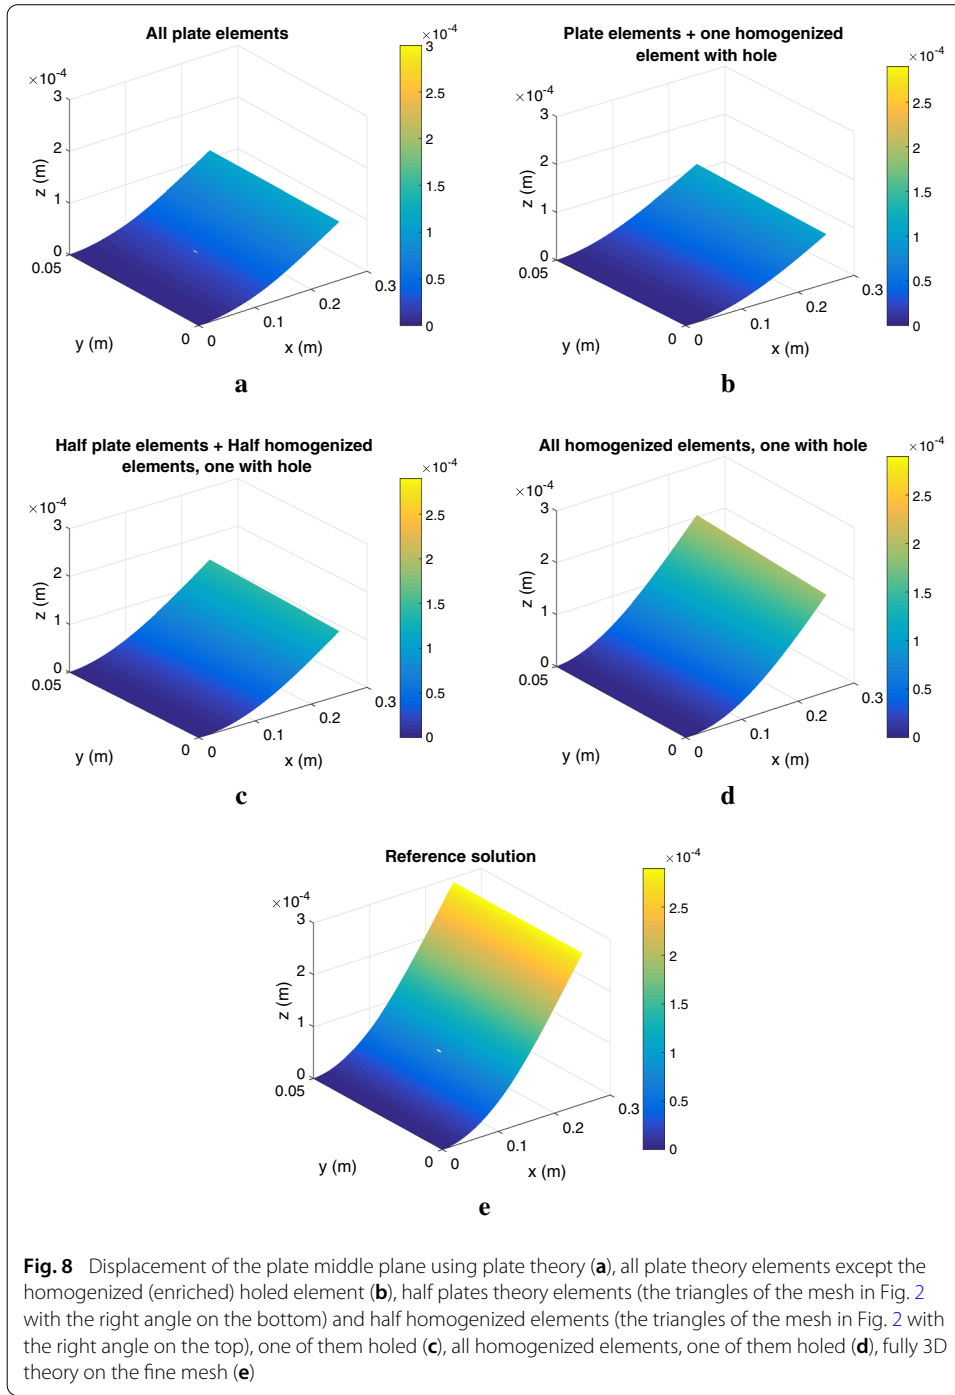 All plate elements
×10-4
3
2.5
2
1.5
1
0.5
0
×10-4
3
2
1
0
z (m)
0.05
y (m)
0
0
0.1
0.2
0.3
x (m)
a
Plate elements + one homogenized
element with hole
×10-4
2.5
2
1.5
1
0.5
0
×10-4
3
2
1
0
z (m)
0.05
y (m)
0
0
0.1
0.2
0.3
x (m)
b
Half plate elements + Half homogenized
elements, one with hole
×10-4
2.5
2
1.5
1
0.5
0
×10-4
3
2
1
0
z (m)
0.05
y (m)
0
0
0.1
0.2
0.3
x (m)
c
All homogenized elements, one with hole
×10-4
2.5
2
1.5
1
0.5
0
×10-4
3
2
1
0
z (m)
0.05
y (m)
0
0
0.1
0.2
0.3
x (m)
d
Reference solution
×10-4
2.5
2
1.5
1
0.5
0
×10-4
3
2
1
0
z (m)
0.05
y (m)
0
0
0.1
0.2
0.3
x (m)
e
Fig. 8 Displacement of the plate middle plane using plate theory (a), all plate theory elements except the
homogenized (enriched) holed element (b), half plates theory elements (the triangles of the mesh in Fig. 2
with the right angle on the bottom) and half homogenized elements (the triangles of the mesh in Fig. 2 with
the right angle on the top), one of them holed (c), all homogenized elements, one of them holed (d), fully 3D
theory on the fine mesh (e)